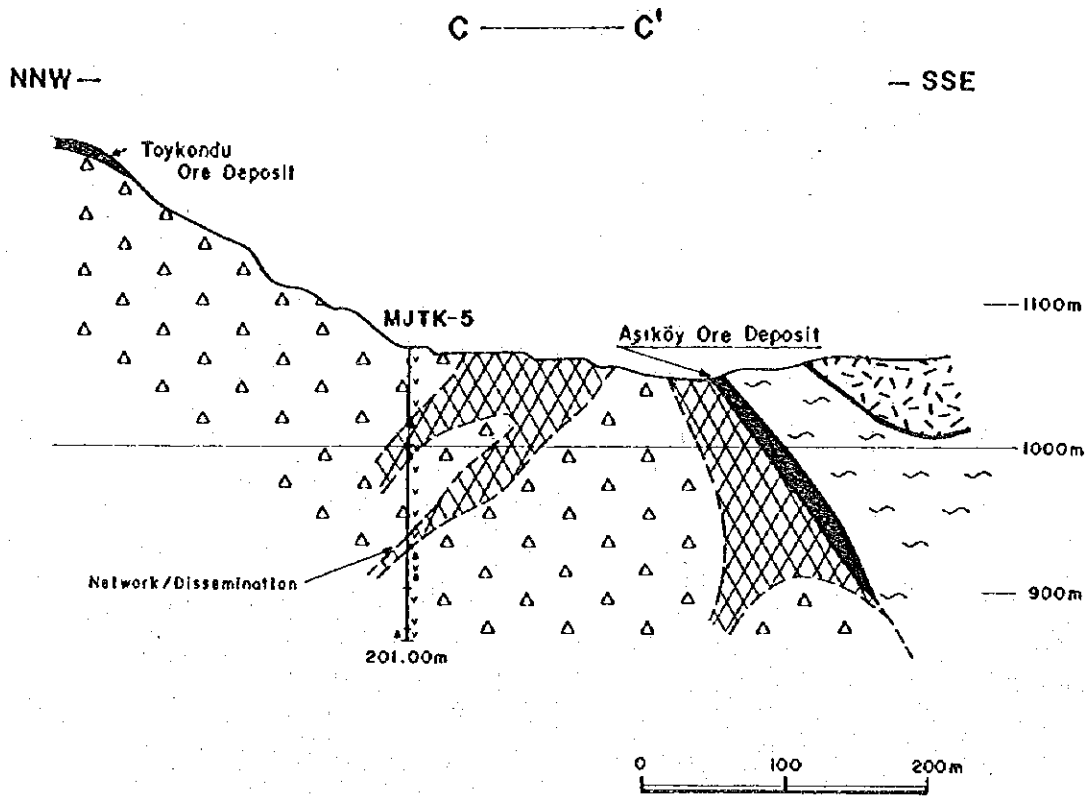 C ——— C'
NNW —
— SSE
Toykondu
Ore Deposit
MJTK-5
Aşıköy Ore Deposit
—1100m
1000m
—900m
Network/Dissemination
201.00m
0 100 200m